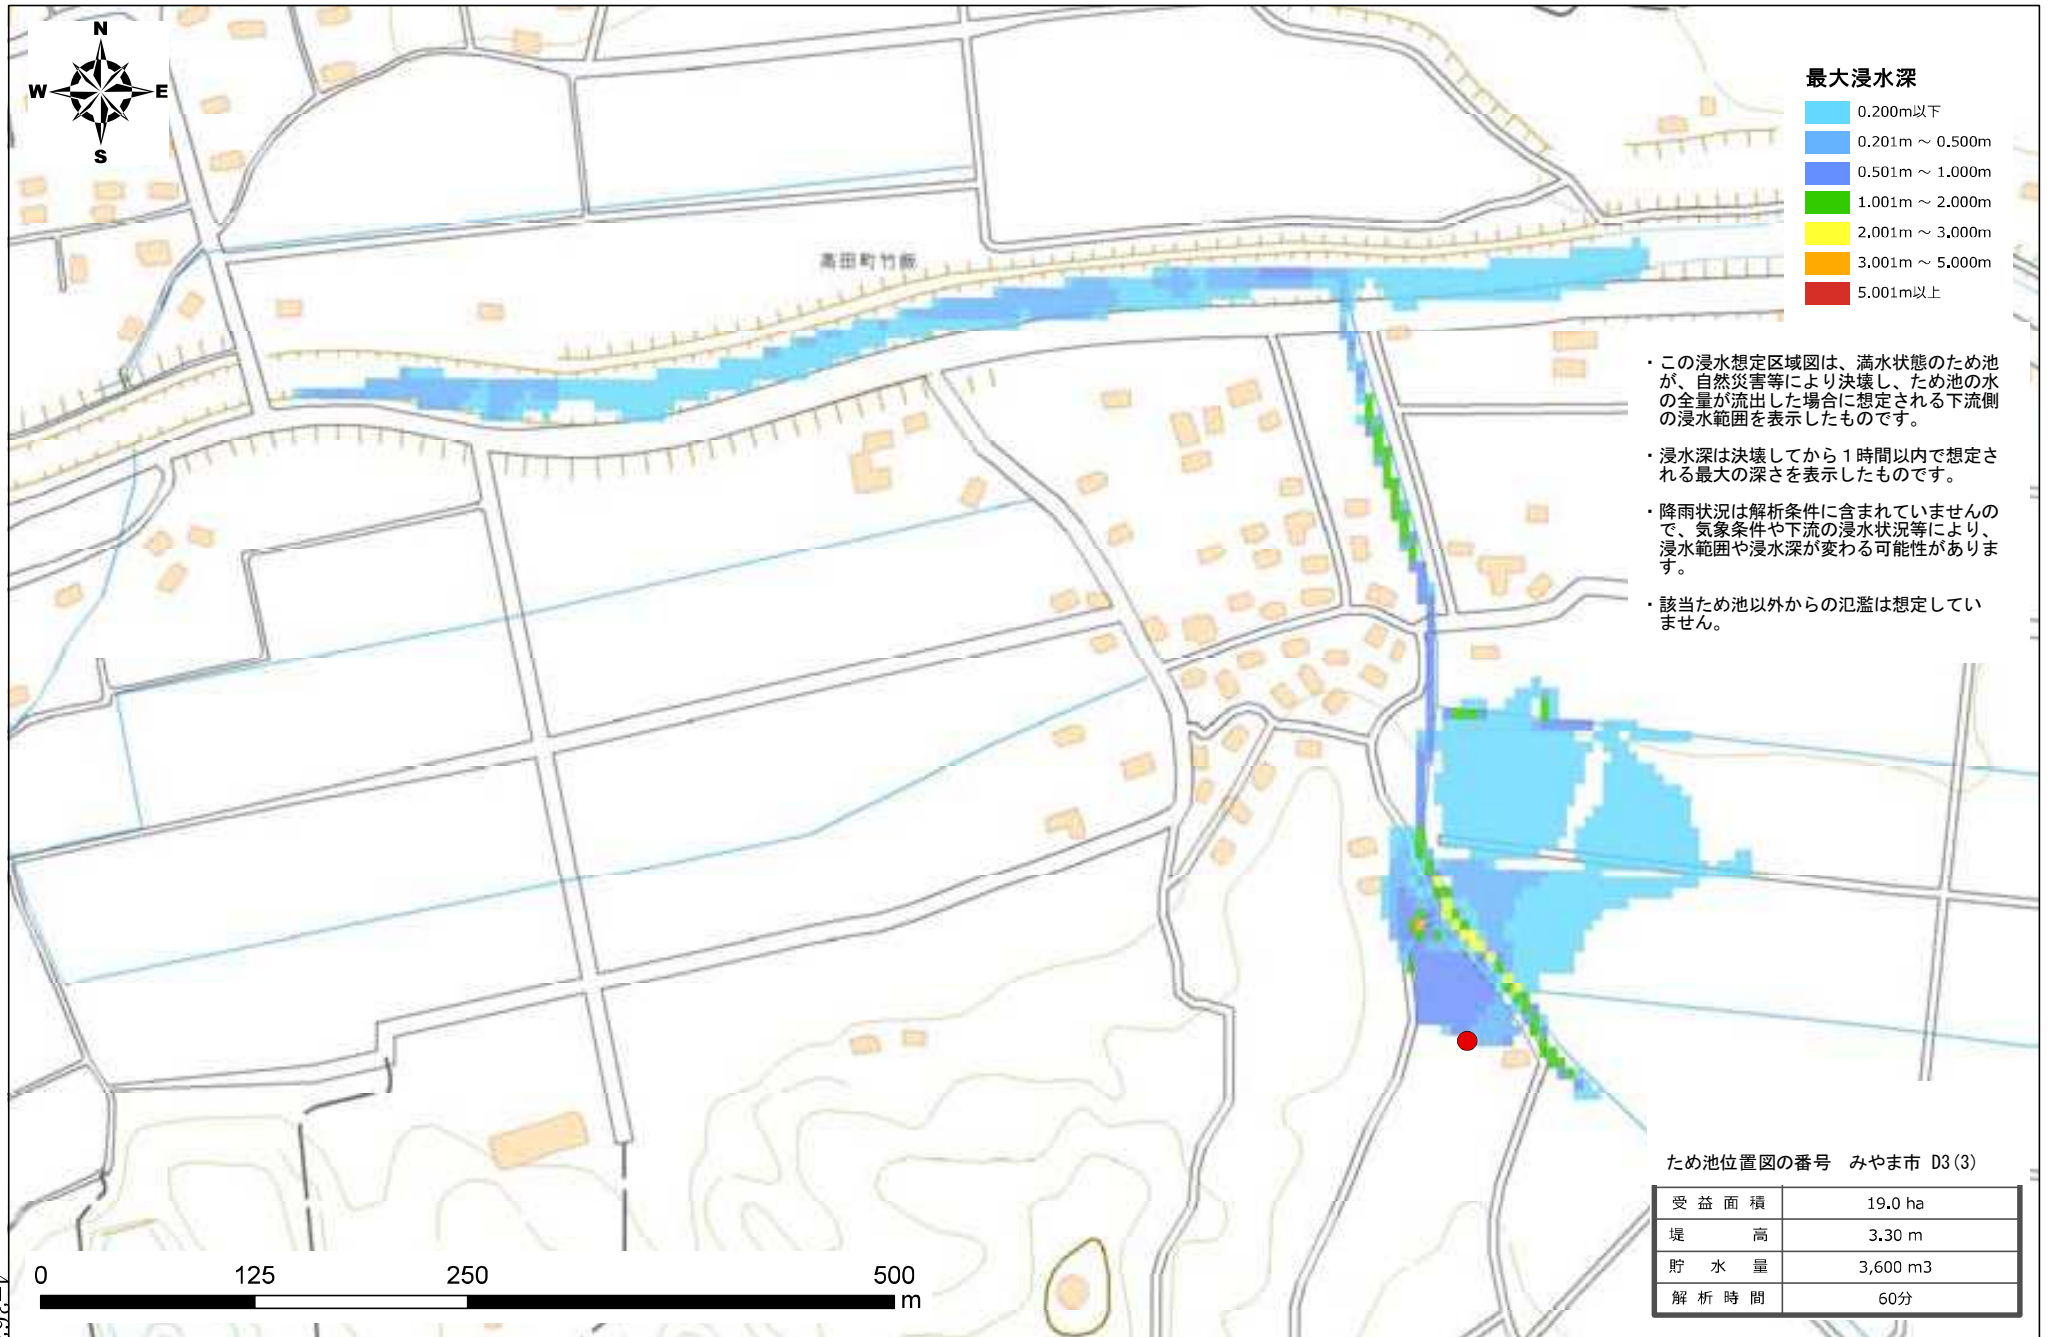 N
W E
S
高田町竹飯
最大浸水深
0.200m以下
0.201m ～ 0.500m
0.501m ～ 1.000m
1.001m ～ 2.000m
2.001m ～ 3.000m
3.001m ～ 5.000m
5.001m以上
・この浸水想定区域図は、満水状態のため池
が、自然災害等により決壊し、ため池の水
の全量が流出した場合に想定される下流側
の浸水範囲を表示したものです。
・浸水深は決壊してから１時間以内で想定さ
れる最大の深さを表示したものです。
・降雨状況は解析条件に含まれていませんの
で、気象条件や下流の浸水状況等により、
浸水範囲や浸水深が変わる可能性がありま
す。
・該当ため池以外からの氾濫は想定してい
ません。
ため池位置図の番号　みやま市 D3(3)
受益面積 19.0 ha
堤高 3.30 m
貯水量 3,600 m3
解析時間 60分
0 125 250 500
m